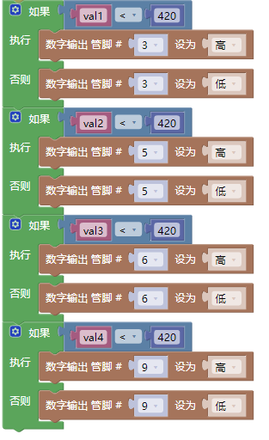 如果 val1 < 420
执行 数字输出 管脚 # 3 设为 高
否则 数字输出 管脚 # 3 设为 低
如果 val2 < 420
执行 数字输出 管脚 # 5 设为 高
否则 数字输出 管脚 # 5 设为 低
如果 val3 < 420
执行 数字输出 管脚 # 6 设为 高
否则 数字输出 管脚 # 6 设为 低
如果 val4 < 420
执行 数字输出 管脚 # 9 设为 高
否则 数字输出 管脚 # 9 设为 低